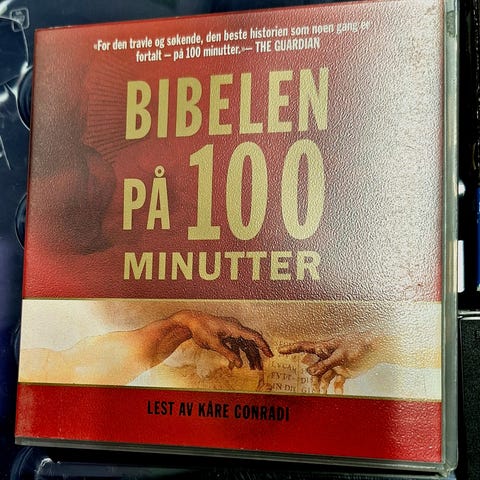 «For den travle og søkende, den beste historien som noen gang er
fortalt – på 100 minutter.»– THE GUARDIAN
BIBELEN
PÅ 100
MINUTTER
LEST AV KÅRE CONRADI